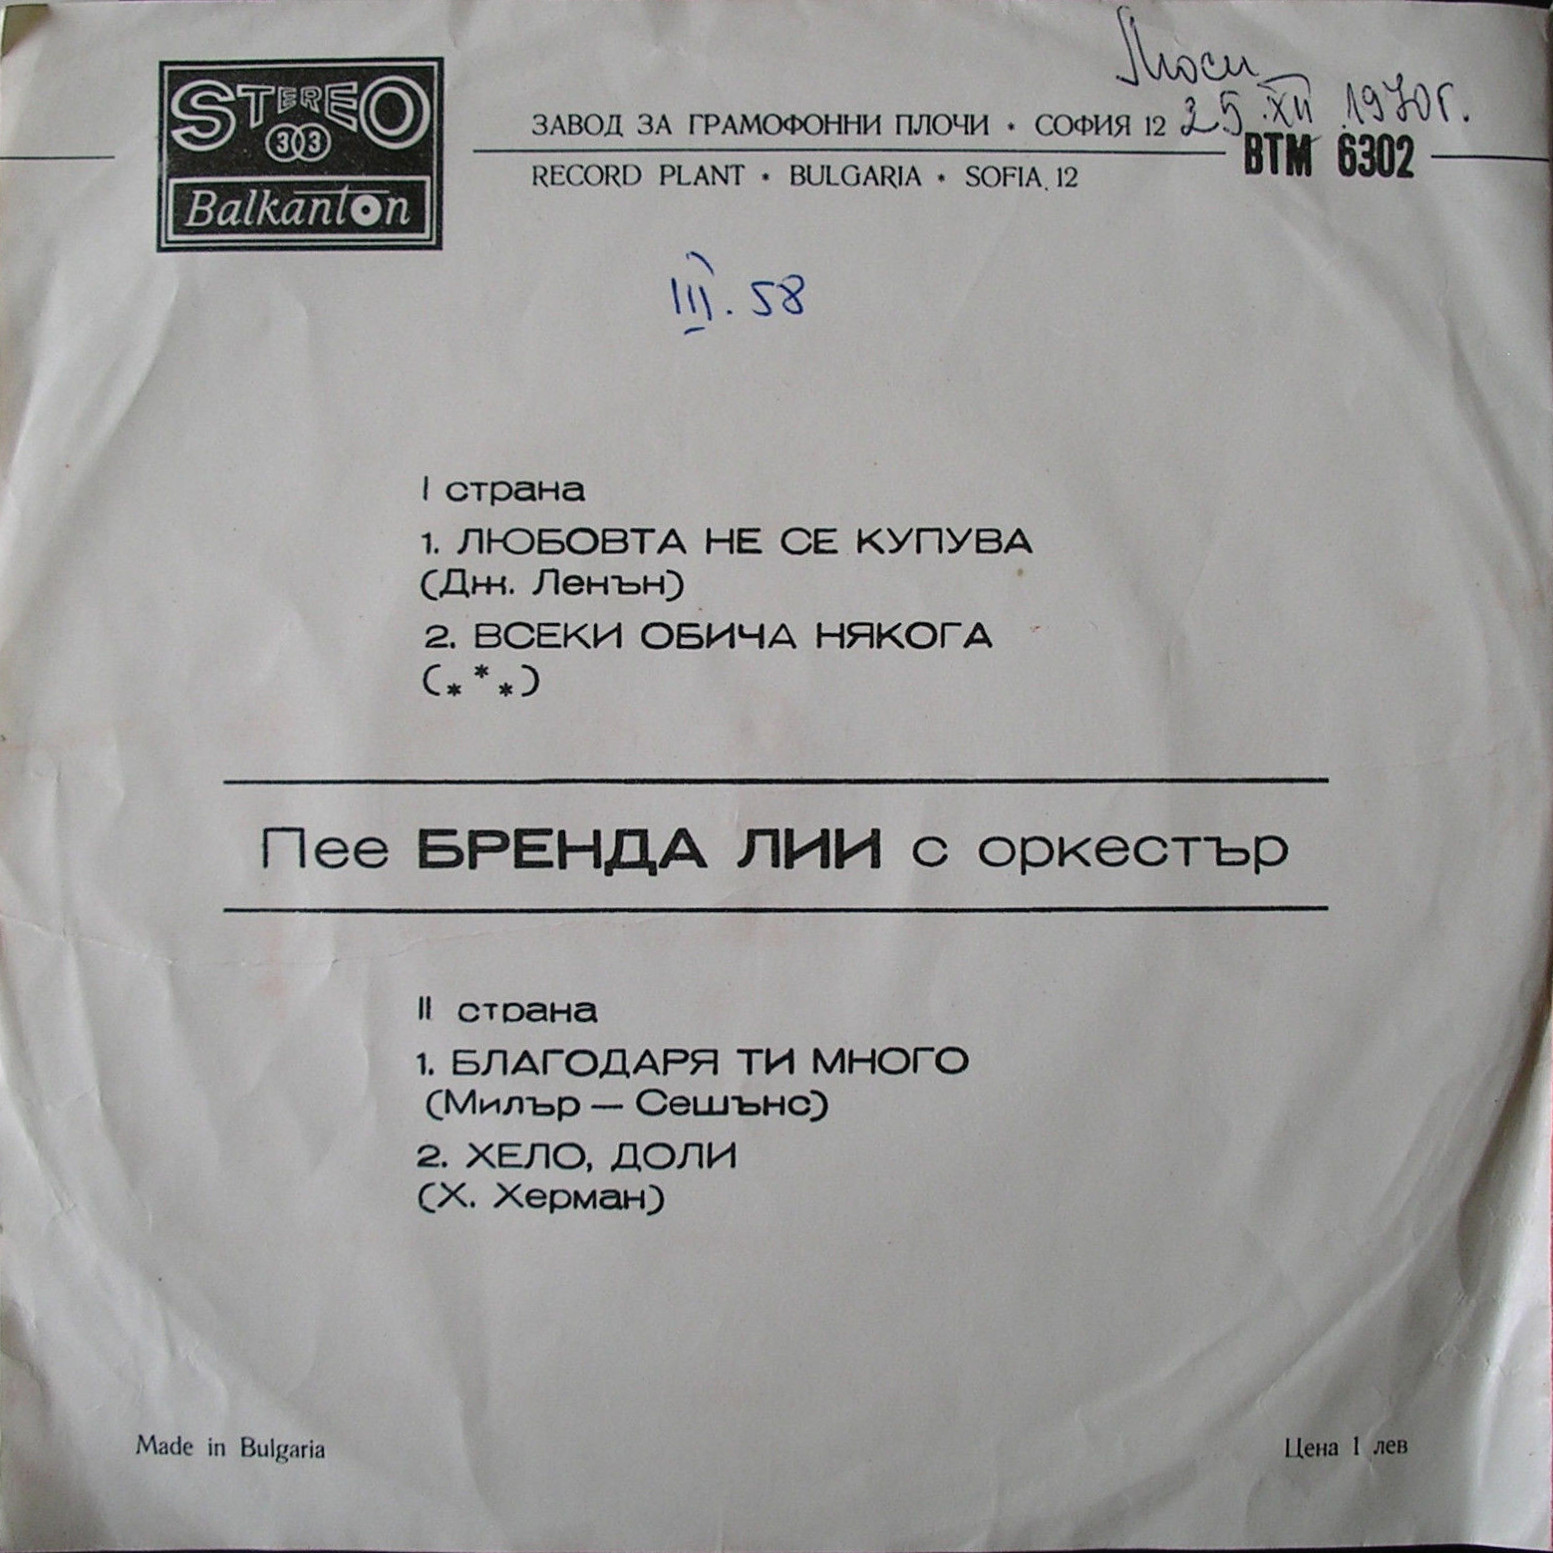 Люси
25.XII.1970г.
STEREO
33
Balkanton
ЗАВОД ЗА ГРАМОФОННИ ПЛОЧИ • СОФИЯ 12
RECORD PLANT • BULGARIA • SOFIA, 12
ВТМ 6302
III. 58
I страна
1. ЛЮБОВТА НЕ СЕ КУПУВА
(Дж. Ленън)
2. ВСЕКИ ОБИЧА НЯКОГА
(***)
Пее БРЕНДА ЛИИ с оркестър
II страна
1. БЛАГОДАРЯ ТИ МНОГО
(Милър — Сешънс)
2. ХЕЛО, ДОЛИ
(Х. Херман)
Made in Bulgaria
Цена 1 лев